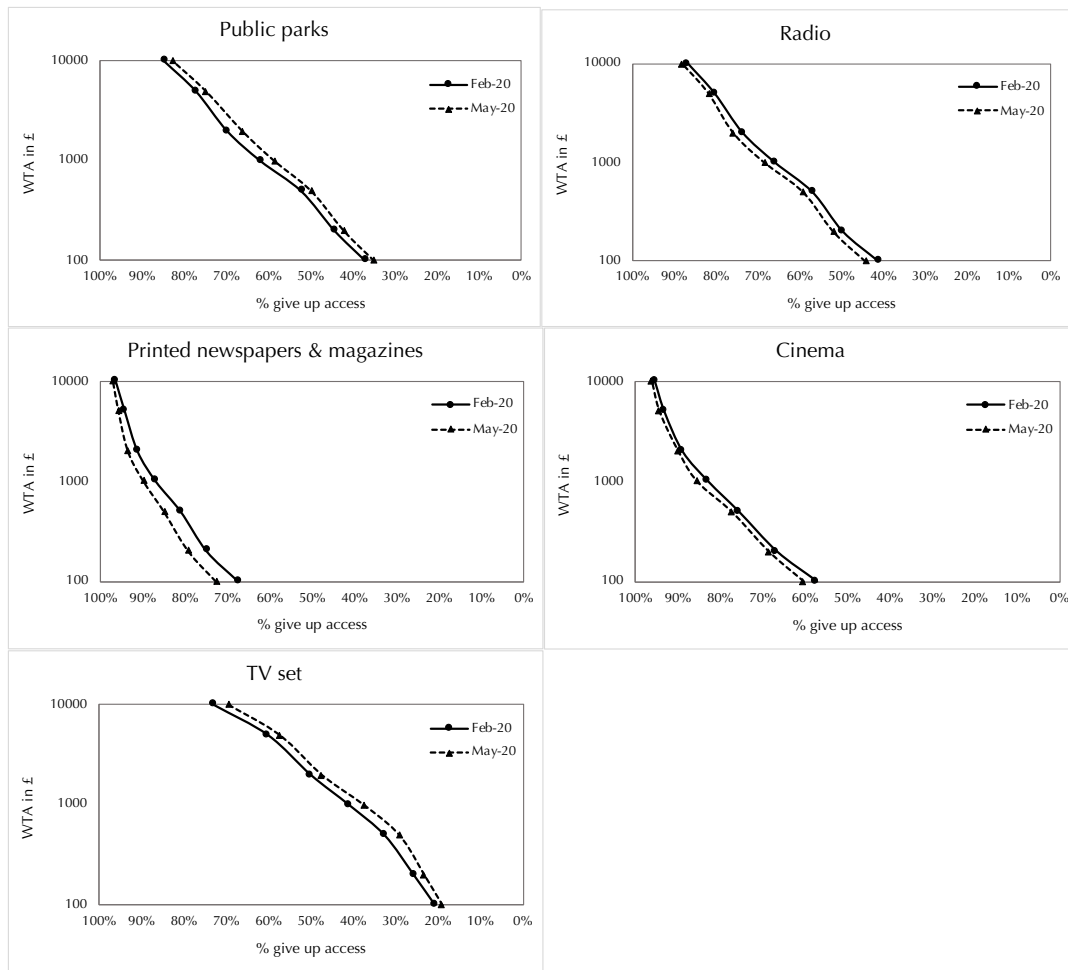 Public parks
10000
1000
100
WTA in £
Feb-20
May-20
100% 90% 80% 70% 60% 50% 40% 30% 20% 10% 0%
% give up access
Radio
10000
1000
100
WTA in £
Feb-20
May-20
100% 90% 80% 70% 60% 50% 40% 30% 20% 10% 0%
% give up access
Printed newspapers & magazines
10000
1000
100
WTA in £
Feb-20
May-20
100% 90% 80% 70% 60% 50% 40% 30% 20% 10% 0%
% give up access
Cinema
10000
1000
100
WTA in £
Feb-20
May-20
100% 90% 80% 70% 60% 50% 40% 30% 20% 10% 0%
% give up access
TV set
10000
1000
100
WTA in £
Feb-20
May-20
100% 90% 80% 70% 60% 50% 40% 30% 20% 10% 0%
% give up access